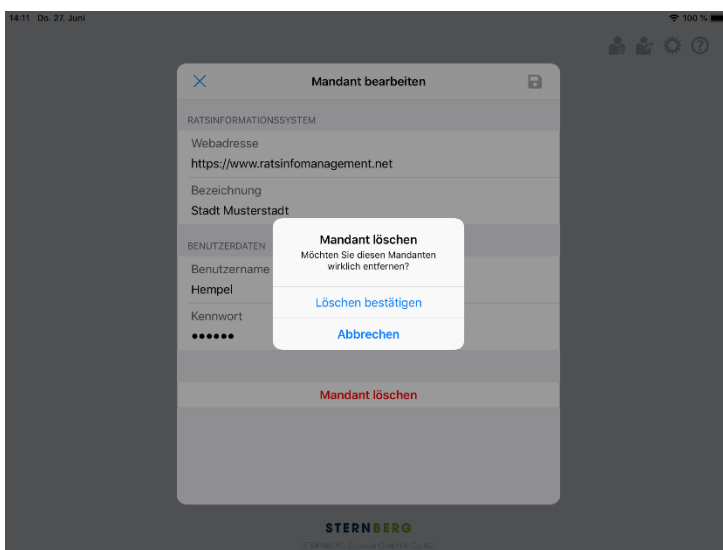 14:11 Do. 27. Juni 100 %
Mandant bearbeiten
RATSINFORMATIONSSYSTEM
Webadresse
https://www.ratsinfomanagement.net
Bezeichnung
Stadt Musterstadt
BENUTZERDATEN
Benutzername
Hempel
Kennwort
••••••
Mandant löschen
Möchten Sie diesen Mandanten
wirklich entfernen?
Löschen bestätigen
Abbrechen
Mandant löschen
STERNBERG